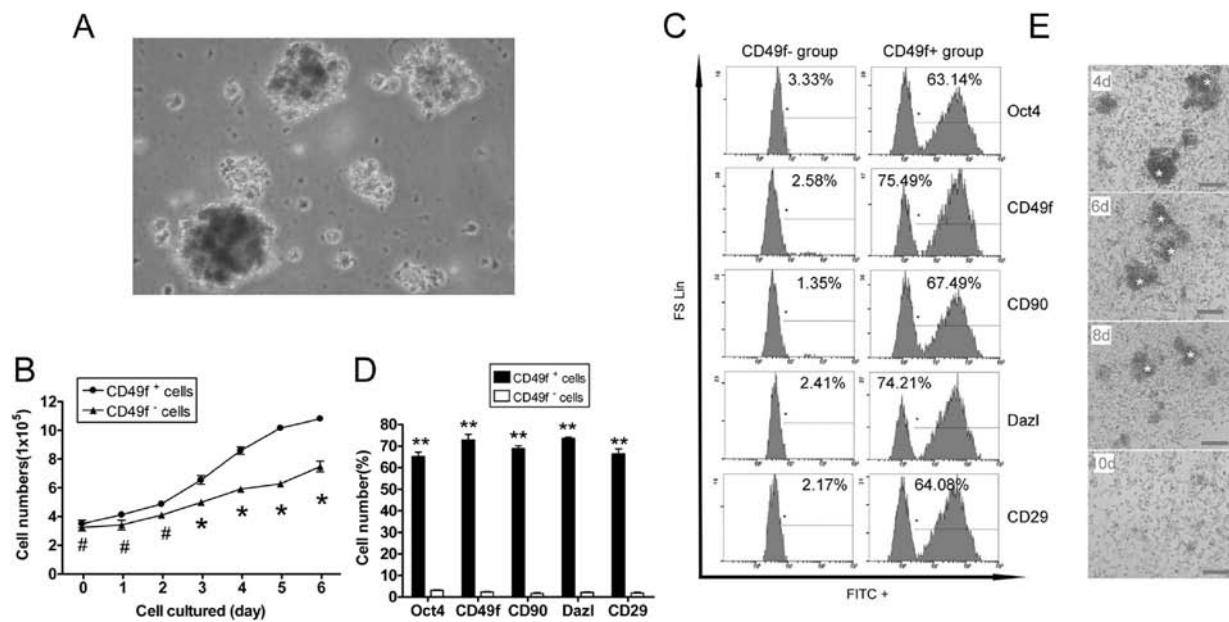 A
B
CD49f + cells
CD49f - cells
Cell numbers(1x10⁵)
12
10
8
6
4
2
0
#
#
#
*
*
*
*
0 1 2 3 4 5 6
Cell cultured (day)
D
CD49f + cells
CD49f - cells
Cell number(%)
80
70
60
50
40
30
20
10
0
** ** ** ** **
Oct4 CD49f CD90 Dazl CD29
C
CD49f- group CD49f+ group
3.33% 63.14% Oct4
2.58% 75.49% CD49f
1.35% 67.49% CD90
2.41% 74.21% Dazl
2.17% 64.08% CD29
FS Lin
FITC +
E
4d
*
*
6d
*
*
*
8d
*
10d